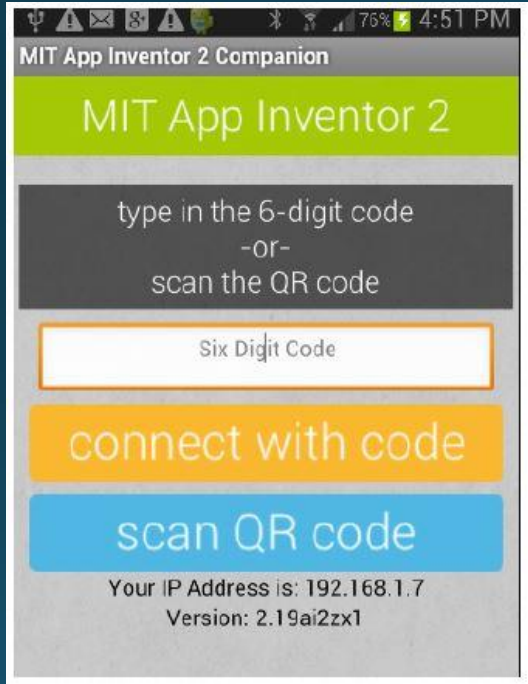 76% 4:51 PM
MIT App Inventor 2 Companion
MIT App Inventor 2
type in the 6-digit code
-or-
scan the QR code
Six Digit Code
connect with code
scan QR code
Your IP Address is: 192.168.1.7
Version: 2.19ai2zx1